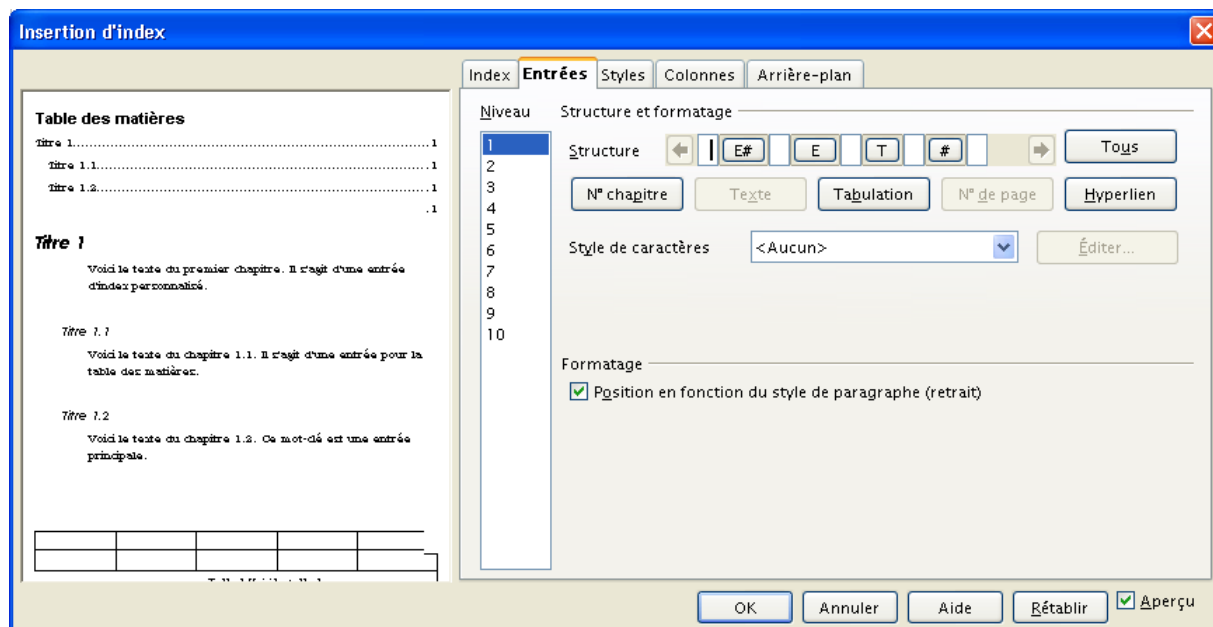 Insertion d'index
Index Entrées Styles Colonnes Arrière-plan
Table des matières
Titre 1.....1
Titre 1.1.....1
Titre 1.2.....1
.1
Titre 1
Voici le texte du premier chapitre. Il s'agit d'une entrée
d'index personnalisé.
Titre 1.1
Voici le texte du chapitre 1.1. Il s'agit d'une entrée pour la
table des matières.
Titre 1.2
Voici le texte du chapitre 1.2. Ce mot-clé est une entrée
principale.
Niveau
1
2
3
4
5
6
7
8
9
10
Structure et formatage
Structure E# E T # Tous
N° chapitre Texte Tabulation N° de page Hyperlien
Style de caractères <Aucun> Éditer...
Formatage
Position en fonction du style de paragraphe (retrait)
OK Annuler Aide Rétablir Aperçu